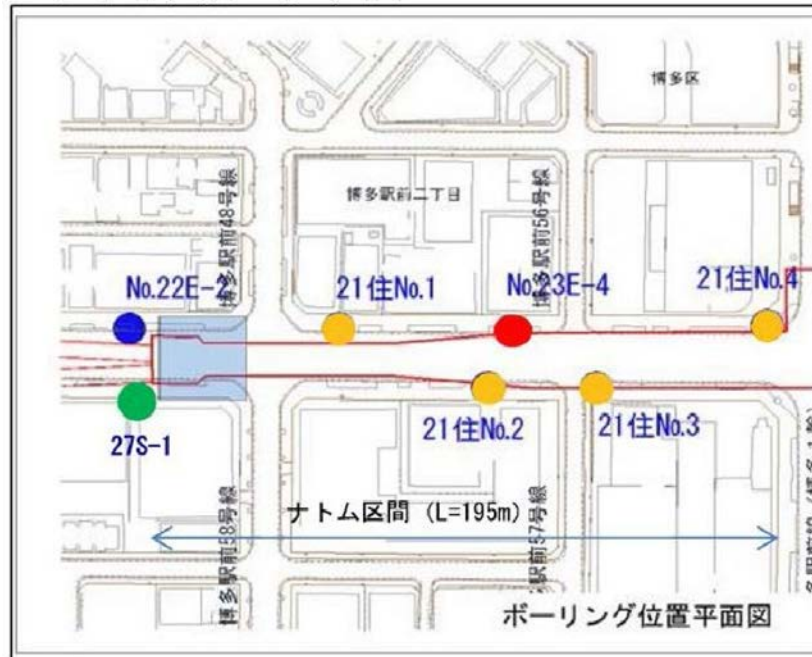 博多区
博多駅前二丁目
博多駅前48号線
博多駅前56号線
No.22E-2
21住No.1
No.23E-4
21住No.4
27S-1
21住No.2
21住No.3
ナトム区間 (L=195m)
博多駅前58号線
駅前57号線
ボーリング位置平面図